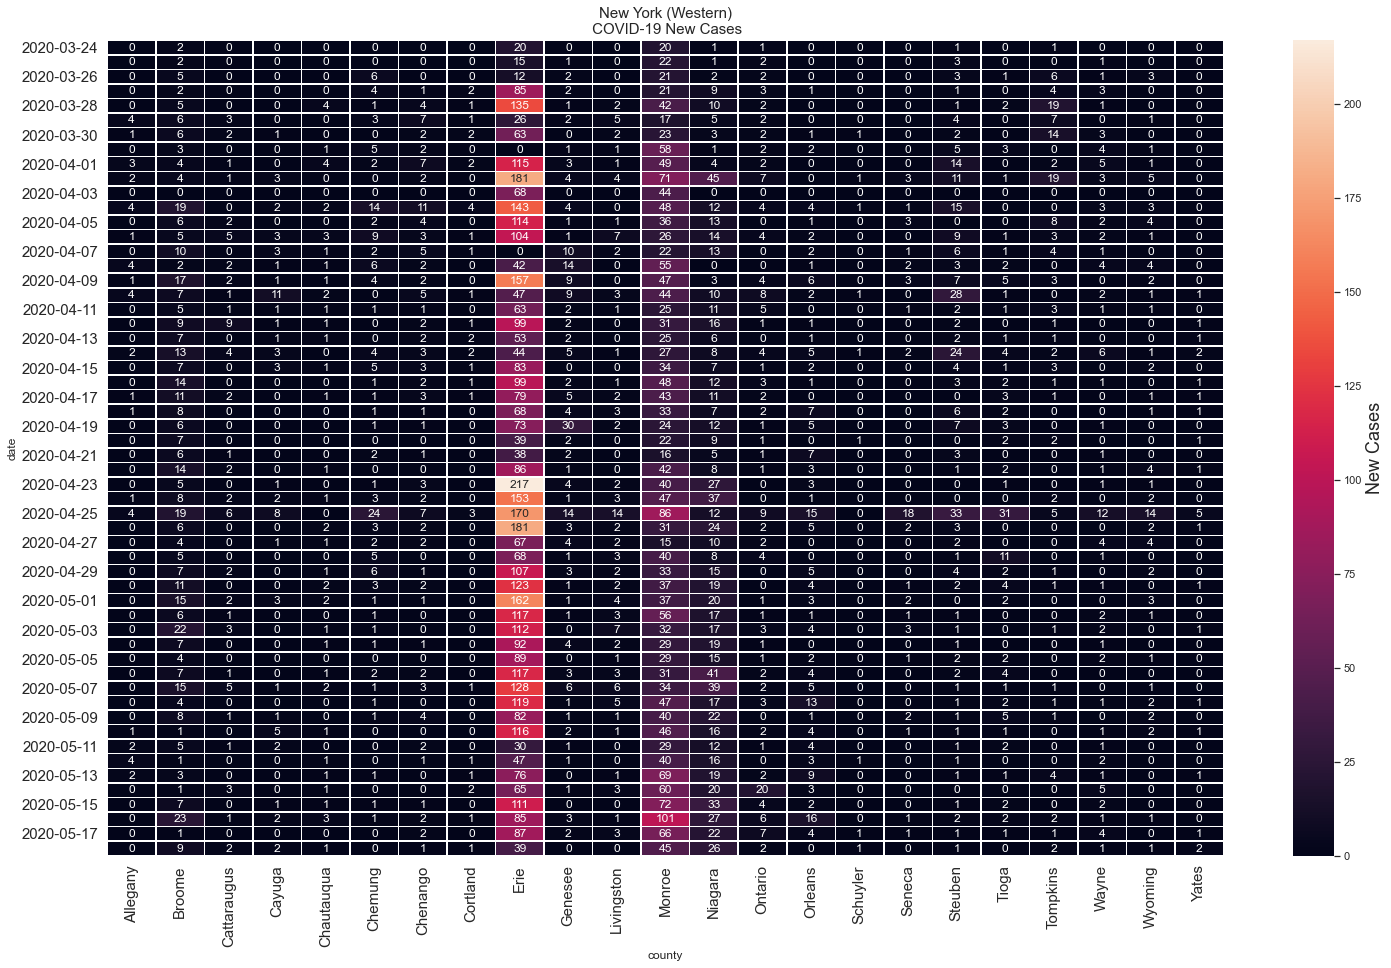 New York (Western)
COVID-19 New Cases
2020-03-24 0 2 0 0 0 0 0 0 20 0 0 20 1 1 0 0 0 1 0 1 0 0 0
0 2 0 0 0 0 0 0 15 1 0 22 1 2 0 0 0 3 0 0 1 0 0
2020-03-26 0 5 0 0 0 6 0 0 12 2 0 21 2 2 0 0 0 3 1 6 1 3 0
0 2 0 0 0 4 1 2 85 2 0 21 9 3 1 0 0 1 0 4 3 0 0
2020-03-28 0 5 0 0 4 1 4 1 135 1 2 42 10 2 0 0 0 1 2 19 1 0 0
4 6 3 0 0 3 7 1 26 2 5 17 5 2 0 0 0 4 0 7 0 1 0
2020-03-30 1 6 2 1 0 0 2 2 63 0 2 23 3 2 1 1 0 2 0 14 3 0 0
0 3 0 0 1 5 2 0 0 1 1 58 1 2 2 0 0 5 3 0 4 1 0
2020-04-01 3 4 1 0 4 2 7 2 115 3 1 49 4 2 0 0 0 14 0 2 5 1 0
2 4 1 3 0 0 2 0 181 4 4 71 45 7 0 1 3 11 1 19 3 5 0
2020-04-03 0 0 0 0 0 0 0 0 68 0 0 44 0 0 0 0 0 0 0 0 0 0 0
4 19 0 2 2 14 11 4 143 4 0 48 12 4 4 1 1 15 0 0 3 3 0
2020-04-05 0 6 2 0 0 2 4 0 114 1 1 36 13 0 1 0 3 0 0 8 2 4 0
1 5 5 3 3 9 3 1 104 1 7 26 14 4 2 0 0 9 1 3 2 1 0
2020-04-07 0 10 0 3 1 2 5 1 0 10 2 22 13 0 2 0 1 6 1 4 1 0 0
4 2 2 1 1 6 2 0 42 14 0 55 0 0 1 0 2 3 2 0 4 4 0
2020-04-09 1 17 2 1 1 4 2 0 157 9 0 47 3 4 6 0 3 7 5 3 0 2 0
4 7 1 11 2 0 5 1 47 9 3 44 10 8 2 1 0 28 1 0 2 1 1
2020-04-11 0 5 1 1 1 1 1 0 63 2 1 25 11 5 0 0 1 2 1 3 1 1 0
0 9 9 1 1 0 2 1 99 2 0 31 16 1 1 0 0 2 0 1 0 0 1
2020-04-13 0 7 0 1 1 0 2 2 53 2 0 25 6 0 1 0 0 2 1 1 0 0 1
2 13 4 3 0 4 3 2 44 5 1 27 8 4 5 1 2 24 4 2 6 1 2
2020-04-15 0 7 0 3 1 5 3 1 83 0 0 34 7 1 2 0 0 4 1 3 0 2 0
0 14 0 0 0 1 2 1 99 2 1 48 12 3 1 0 0 3 2 1 1 0 1
2020-04-17 1 11 2 0 1 1 3 1 79 5 2 43 11 2 0 0 0 0 3 1 0 1 1
1 8 0 0 0 1 1 0 68 4 3 33 7 2 7 0 0 6 2 0 0 1 1
2020-04-19 0 6 0 0 0 1 1 0 73 30 2 24 12 1 5 0 0 7 3 0 1 0 0
0 7 0 0 0 0 0 0 39 2 0 22 9 1 0 1 0 0 2 2 0 0 1
2020-04-21 0 6 1 0 0 2 1 0 38 2 0 16 5 1 7 0 0 3 0 0 1 0 0
0 14 2 0 1 0 0 0 86 1 0 42 8 1 3 0 0 1 2 0 1 4 1
2020-04-23 0 5 0 0 1 1 3 0 217 4 2 40 27 0 3 0 0 0 1 0 1 1 0
1 8 2 2 1 3 2 0 153 1 3 47 37 0 1 0 0 0 0 2 0 2 0
2020-04-25 4 19 6 8 0 24 7 3 170 14 14 86 12 9 15 0 18 33 31 5 12 14 5
0 6 0 0 2 3 2 0 181 3 2 31 24 2 5 0 2 3 0 0 0 2 1
2020-04-27 0 4 0 1 1 2 2 0 67 4 2 15 10 2 0 0 0 2 0 0 4 4 0
0 5 0 0 0 5 0 0 68 1 3 40 8 4 0 0 0 1 11 0 1 0 0
2020-04-29 0 7 2 0 1 6 1 0 107 3 2 33 15 0 5 0 0 4 2 1 0 2 0
0 11 0 0 2 3 2 0 123 1 2 37 19 0 4 0 1 2 4 1 1 0 1
2020-05-01 0 15 2 3 2 1 1 0 162 1 4 37 20 1 3 0 2 0 2 0 0 3 0
0 6 1 0 0 1 0 0 117 1 3 56 17 1 1 0 1 1 0 0 2 1 0
2020-05-03 0 22 3 0 1 1 0 0 112 0 7 32 17 3 4 0 3 1 0 1 2 0 1
0 7 0 0 1 1 1 0 92 4 2 29 19 1 0 0 0 0 0 1 1 0 0
2020-05-05 0 4 0 0 0 0 0 0 89 0 1 29 15 1 2 0 1 2 2 0 2 1 0
0 7 1 0 1 2 2 0 117 3 3 31 41 2 4 0 0 2 4 0 0 0 0
2020-05-07 0 15 5 1 2 1 3 1 128 6 6 34 39 2 5 0 0 1 1 1 0 1 0
0 4 0 0 0 1 0 0 119 1 5 47 17 3 13 0 0 1 2 1 1 2 1
2020-05-09 0 8 1 1 0 1 4 0 82 1 1 40 22 0 1 0 2 1 5 1 0 2 0
1 1 0 5 1 0 0 0 116 2 1 46 16 2 4 0 1 1 1 0 1 2 1
2020-05-11 2 5 1 2 0 0 2 0 30 1 0 29 12 1 4 0 0 1 2 0 1 0 0
4 1 0 0 0 1 0 1 47 1 0 40 16 0 3 1 0 1 0 0 2 0 0
2020-05-13 2 3 0 0 1 1 0 1 76 0 1 69 19 2 9 0 0 1 1 4 1 0 1
0 1 3 0 1 0 0 2 65 1 3 60 20 20 3 0 0 0 0 0 5 0 0
2020-05-15 0 7 0 1 1 1 1 0 111 0 0 72 33 4 2 0 0 1 2 0 2 0 0
0 23 1 2 3 1 2 1 85 3 1 101 27 6 16 0 1 2 2 2 1 1 0
2020-05-17 0 1 0 0 0 0 2 0 87 2 3 66 22 7 4 1 1 1 1 1 4 0 1
0 9 2 2 1 0 1 1 39 0 0 45 26 2 0 1 0 1 0 2 1 1 2
date
Allegany Broome Cattaraugus Cayuga Chautauqua Chemung Chenango Cortland Erie Genesee Livingston Monroe Niagara Ontario Orleans Schuyler Seneca Steuben Tioga Tompkins Wayne Wyoming Yates
county
200
175
150
125
100
75
50
25
0
New Cases